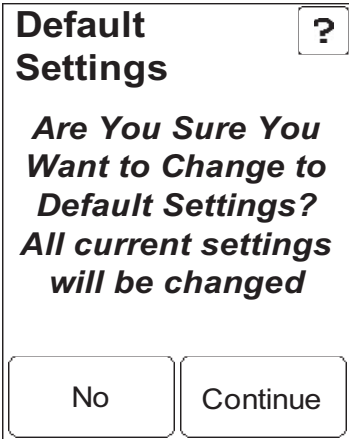 Default
Settings
?
Are You Sure You
Want to Change to
Default Settings?
All current settings
will be changed
No
Continue